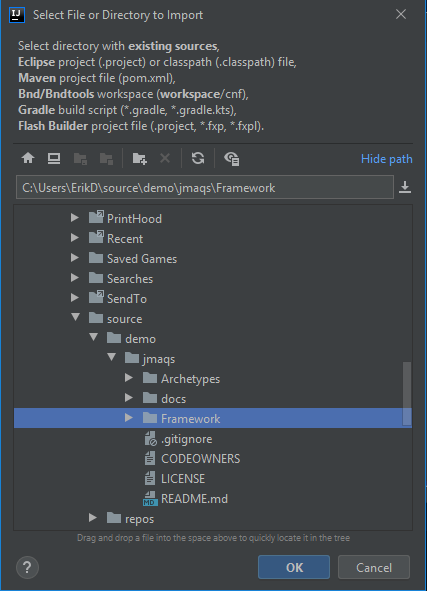 IJ Select File or Directory to Import
Select directory with existing sources,
Eclipse project (.project) or classpath (.classpath) file,
Maven project file (pom.xml),
Bnd/Bndtools workspace (workspace/cnf),
Gradle build script (*.gradle, *.gradle.kts),
Flash Builder project file (.project, *.fxp, *.fxpl).
Hide path
C:\Users\ErikD\source\demo\jmaqs\Framework
PrintHood
Recent
Saved Games
Searches
SendTo
source
demo
jmaqs
Archetypes
docs
Framework
.gitignore
CODEOWNERS
LICENSE
MD README.md
repos
Drag and drop a file into the space above to quickly locate it in the tree
? OK Cancel